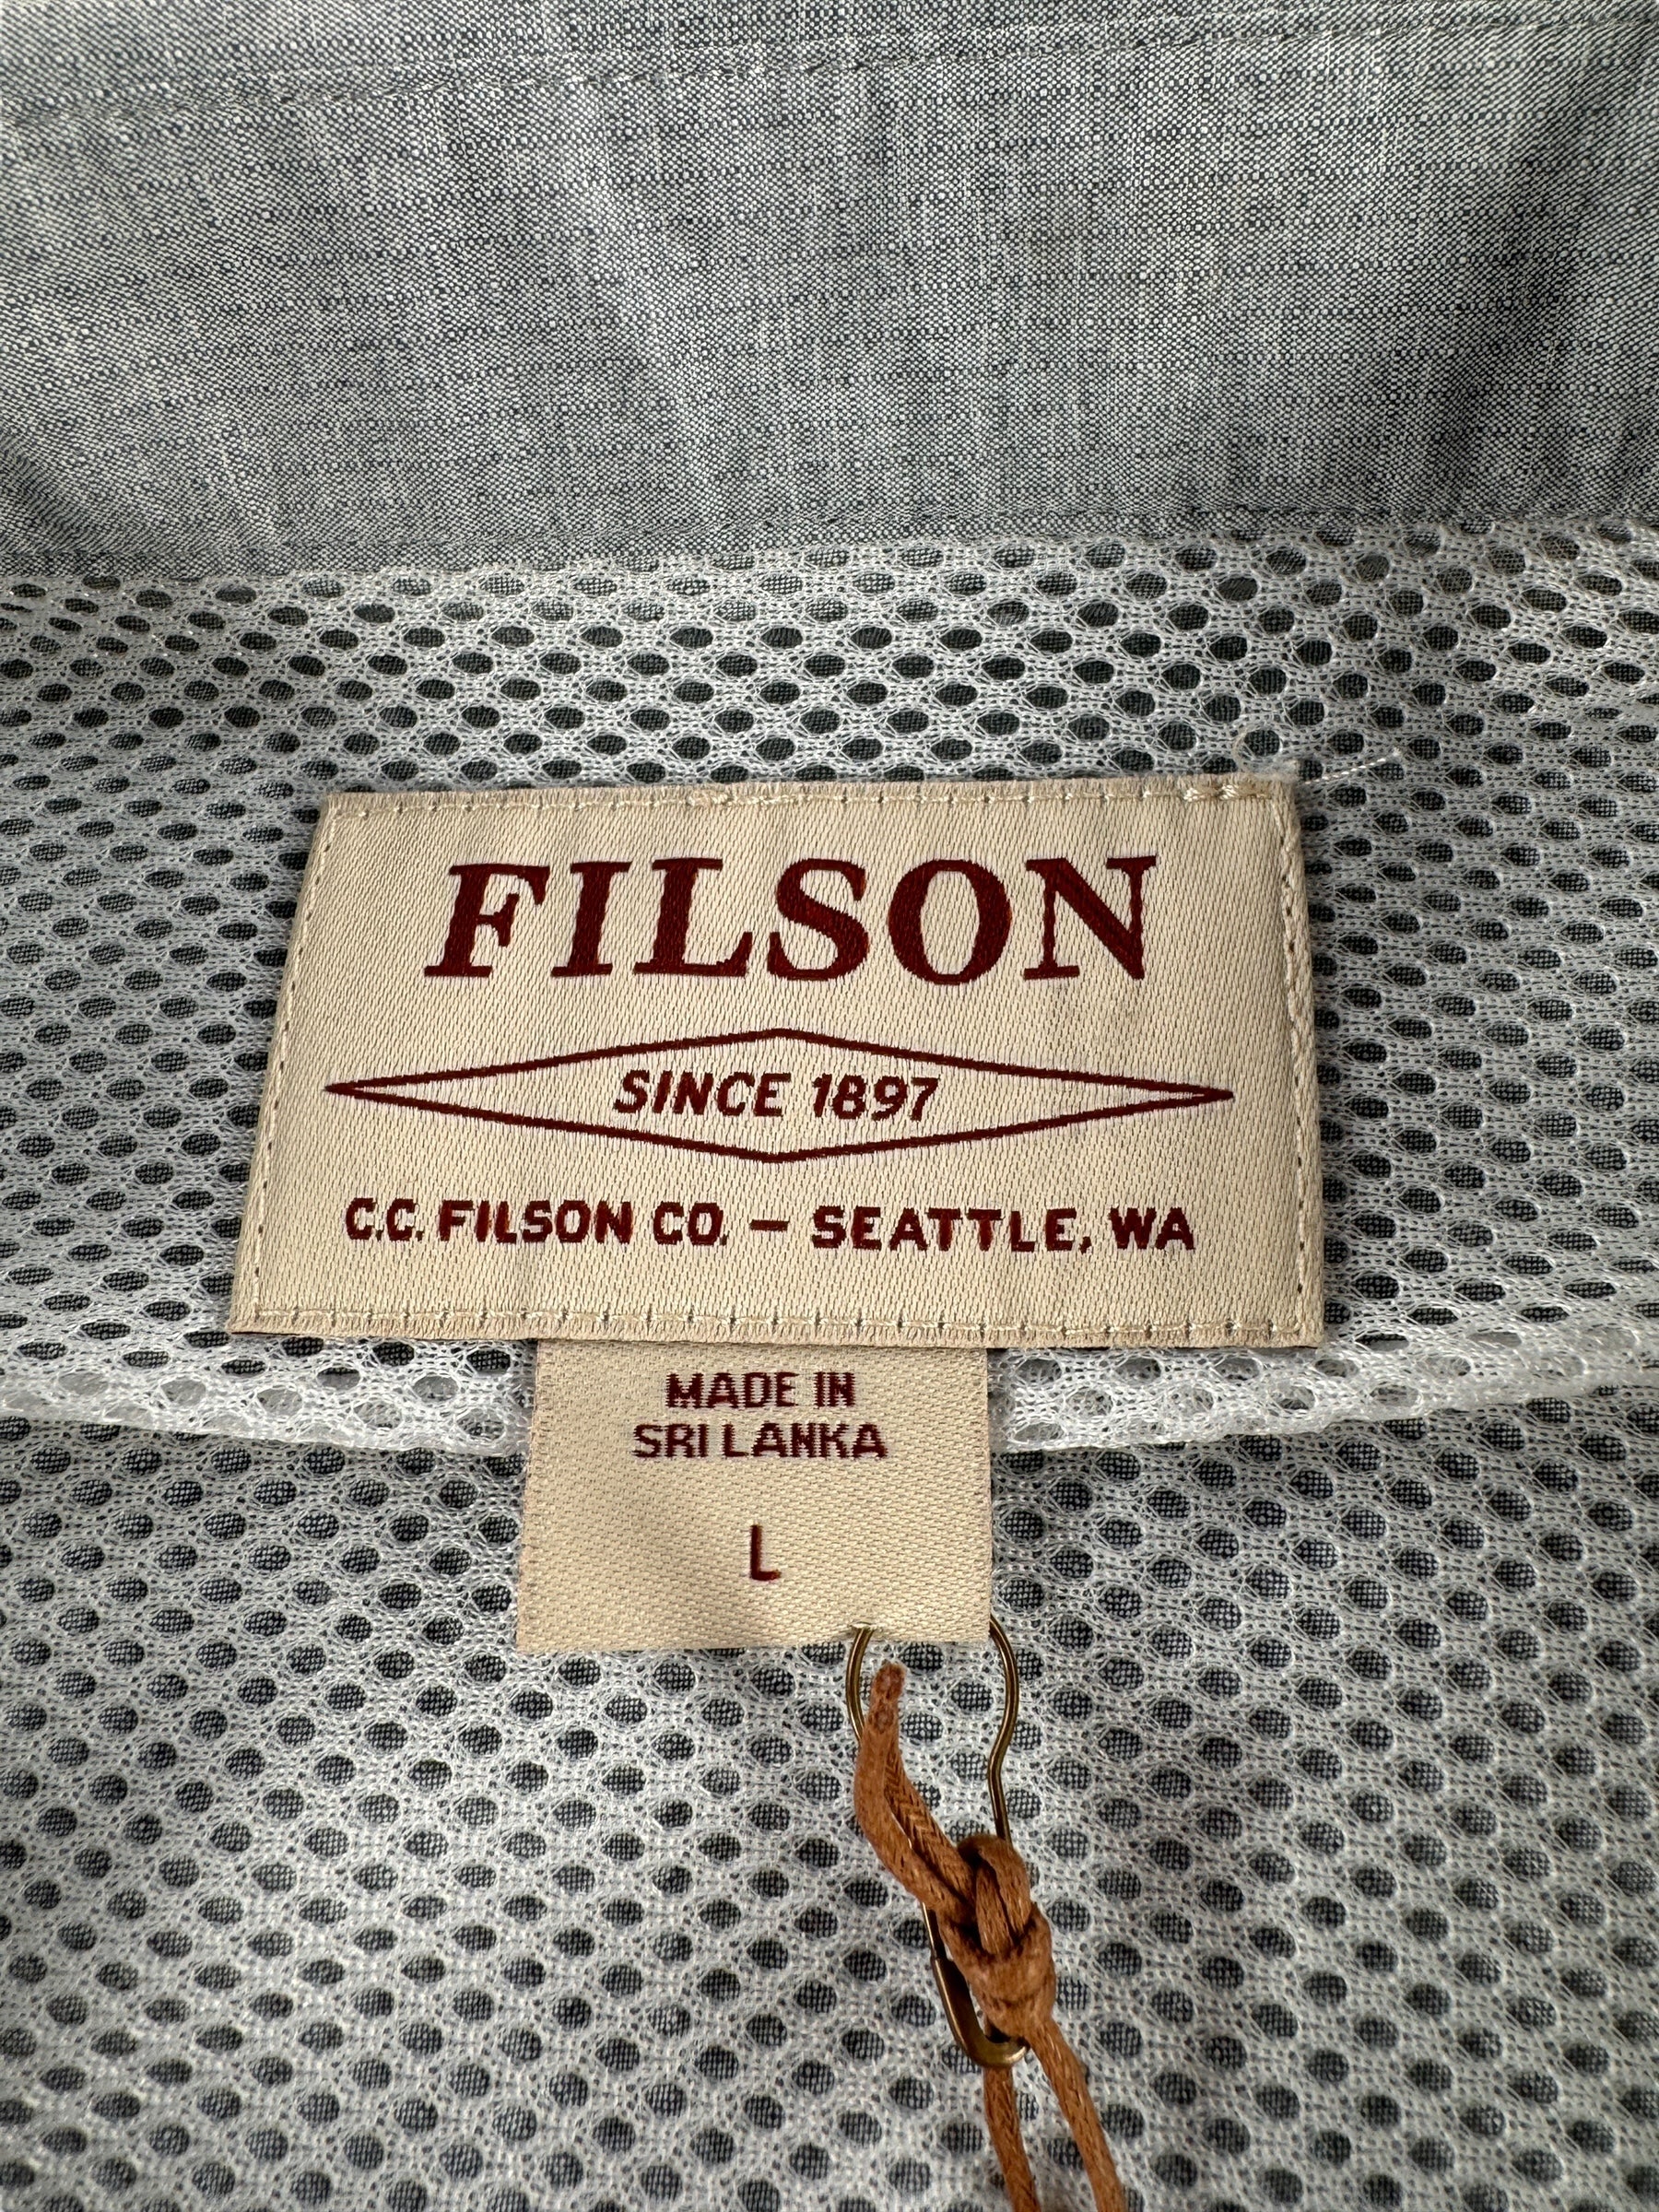 FILSON
SINCE 1897
C.C. FILSON CO. – SEATTLE, WA
MADE IN
SRI LANKA
L